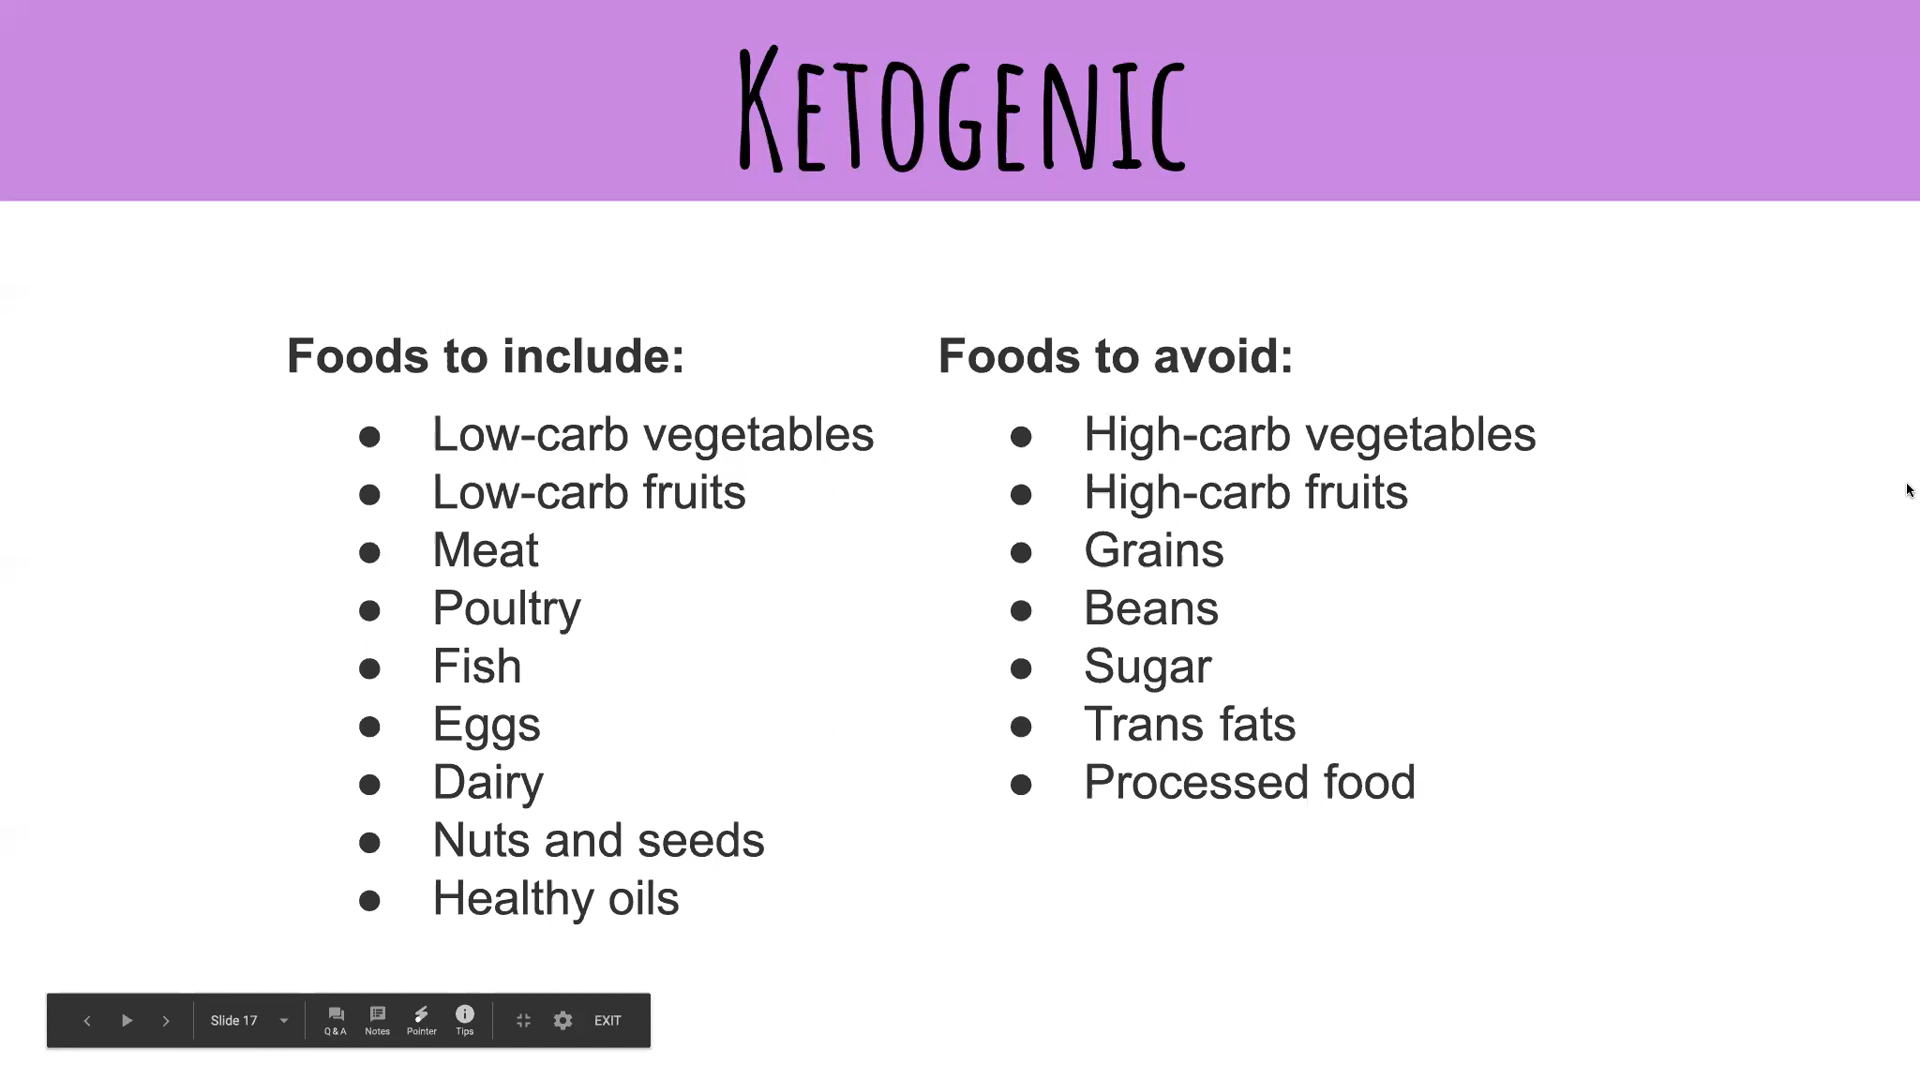 KETOGENIC
Foods to include:
● Low-carb vegetables
● Low-carb fruits
● Meat
● Poultry
● Fish
● Eggs
● Dairy
● Nuts and seeds
● Healthy oils
Foods to avoid:
● High-carb vegetables
● High-carb fruits
● Grains
● Beans
● Sugar
● Trans fats
● Processed food
Slide 17 Q & A Notes Pointer Tips EXIT